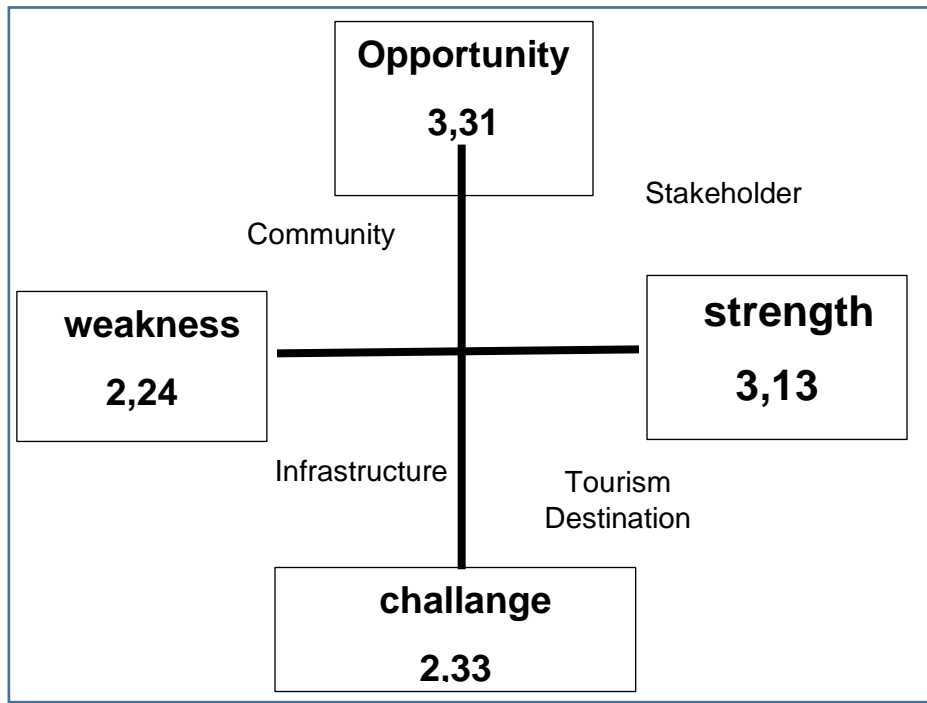 Opportunity
3,31
Stakeholder
Community
weakness
2,24
strength
3,13
Infrastructure
Tourism
Destination
challange
2,33